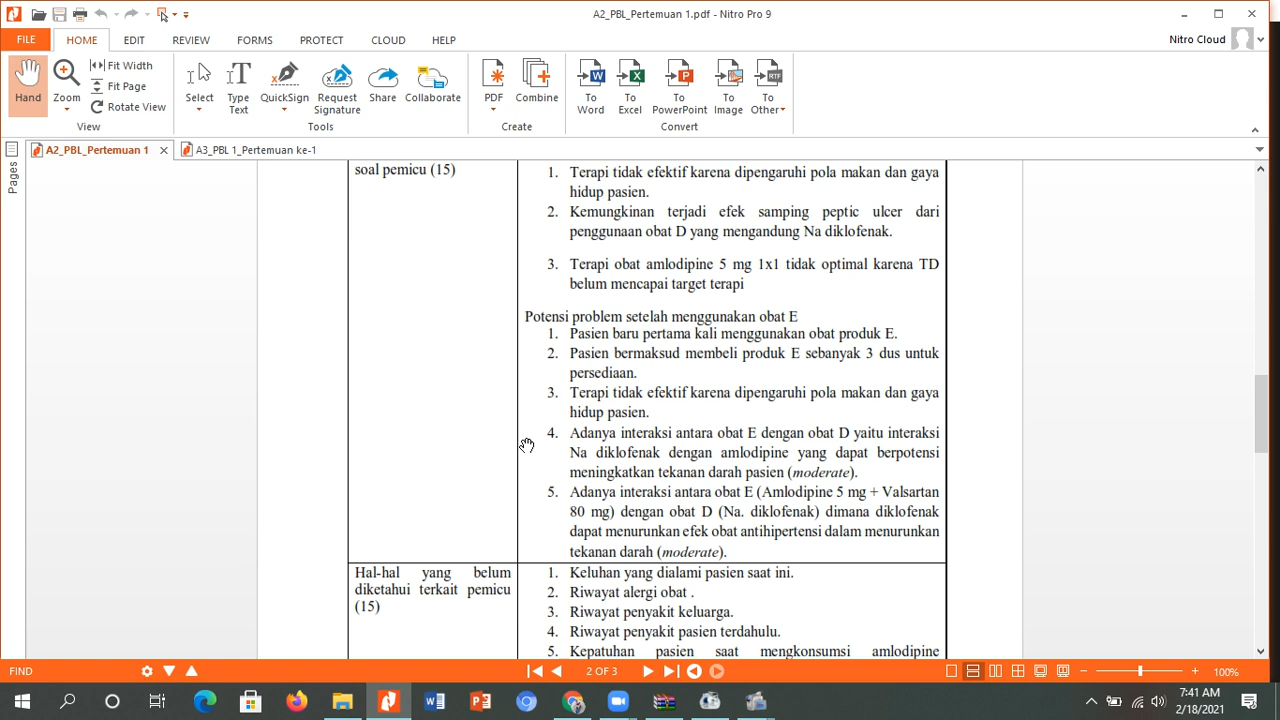 A2_PBL_Pertemuan 1.pdf - Nitro Pro 9
FILE HOME EDIT REVIEW FORMS PROTECT CLOUD HELP Nitro Cloud
Hand
Zoom
Fit Width
Fit Page
Rotate View
View
Select
Type Text
QuickSign
Request Signature
Share
Collaborate
Tools
PDF
Combine
Create
To Word
To Excel
To PowerPoint
To Image
To Other
Convert
A2_PBL_Pertemuan 1
A3_PBL 1_Pertemuan ke-1
Pages
soal pemicu (15)
1. Terapi tidak efektif karena dipengaruhi pola makan dan gaya
hidup pasien.
2. Kemungkinan terjadi efek samping peptic ulcer dari
penggunaan obat D yang mengandung Na diklofenak.
3. Terapi obat amlodipine 5 mg 1x1 tidak optimal karena TD
belum mencapai target terapi
Potensi problem setelah menggunakan obat E
1. Pasien baru pertama kali menggunakan obat produk E.
2. Pasien bermaksud membeli produk E sebanyak 3 dus untuk
persediaan.
3. Terapi tidak efektif karena dipengaruhi pola makan dan gaya
hidup pasien.
4. Adanya interaksi antara obat E dengan obat D yaitu interaksi
Na diklofenak dengan amlodipine yang dapat berpotensi
meningkatkan tekanan darah pasien (moderate).
5. Adanya interaksi antara obat E (Amlodipine 5 mg + Valsartan
80 mg) dengan obat D (Na. diklofenak) dimana diklofenak
dapat menurunkan efek obat antihipertensi dalam menurunkan
tekanan darah (moderate).
Hal-hal yang belum
diketahui terkait pemicu
(15)
1. Keluhan yang dialami pasien saat ini.
2. Riwayat alergi obat .
3. Riwayat penyakit keluarga.
4. Riwayat penyakit pasien terdahulu.
5. Kepatuhan pasien saat mengkonsumsi amlodipine
FIND
2 OF 3
100%
7:41 AM
2/18/2021